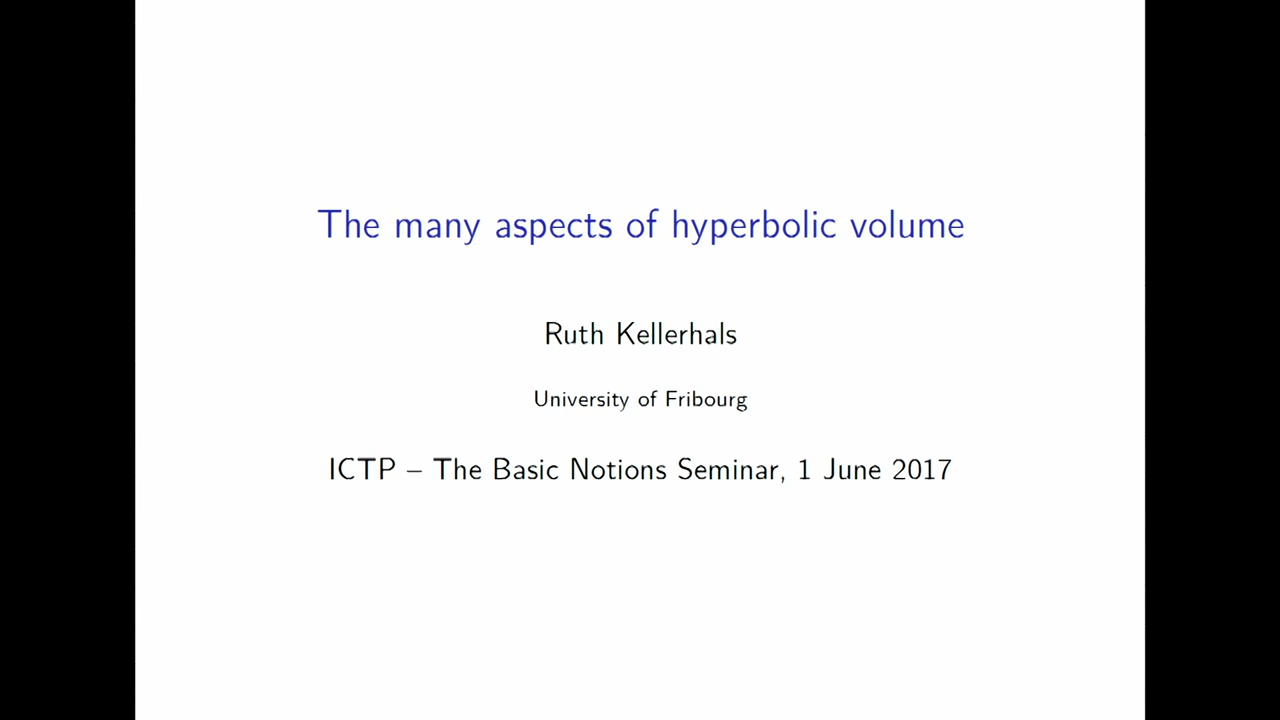 The many aspects of hyperbolic volume
Ruth Kellerhals
University of Fribourg
ICTP – The Basic Notions Seminar, 1 June 2017